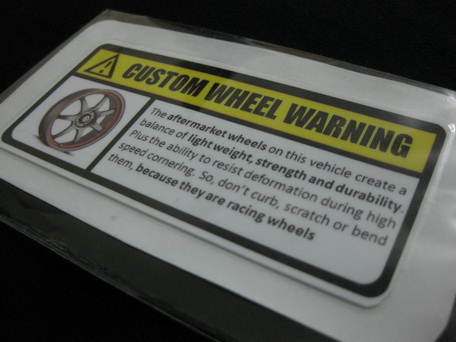 CUSTOM WHEEL WARNING
The aftermarket wheels on this vehicle create a
balance of light weight, strength and durability.
Plus the ability to resist deformation during high
speed cornering. So, don't curb, scratch or bend
them, because they are racing wheels